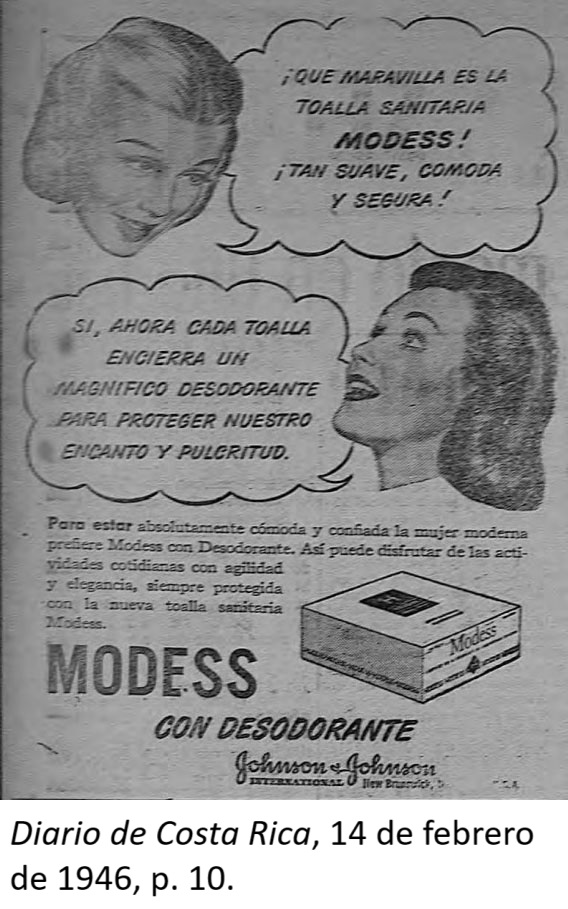 ¡QUE MARAVILLA ES LA
TOALLA SANITARIA
MODESS!
¡TAN SUAVE, COMODA
Y SEGURA!
SI, AHORA CADA TOALLA
ENCIERRA UN
MAGNIFICO DESODORANTE
PARA PROTEGER NUESTRO
ENCANTO Y PULCRITUD.
Para estar absolutamente cómoda y confiada la mujer moderna
prefiere Modess con Desodorante. Así puede disfrutar de las acti-
vidades cotidianas con agilidad
y elegancia, siempre protegida
con la nueva toalla sanitaria
Modess.
Modess
MODESS
CON DESODORANTE
Johnson & Johnson
INTERNATIONAL New Brunswick,
Diario de Costa Rica, 14 de febrero
de 1946, p. 10.